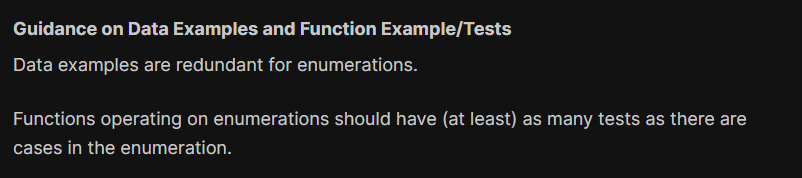 Guidance on Data Examples and Function Example/Tests
Data examples are redundant for enumerations.
Functions operating on enumerations should have (at least) as many tests as there are
cases in the enumeration.